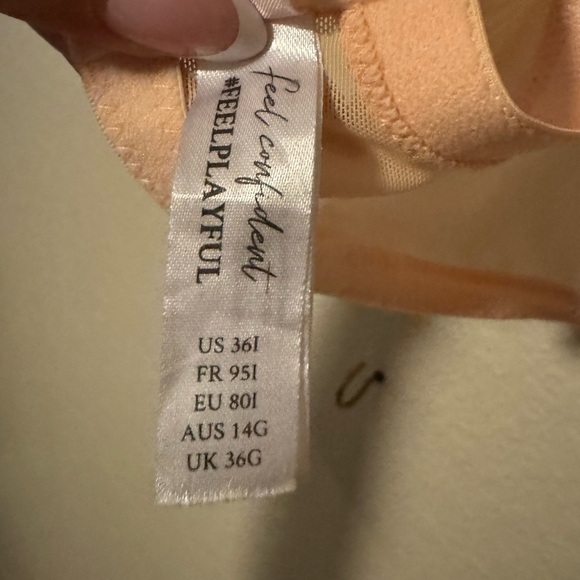 feel confident
#FEELPLAYFUL
US 36I
FR 95I
EU 80I
AUS 14G
UK 36G